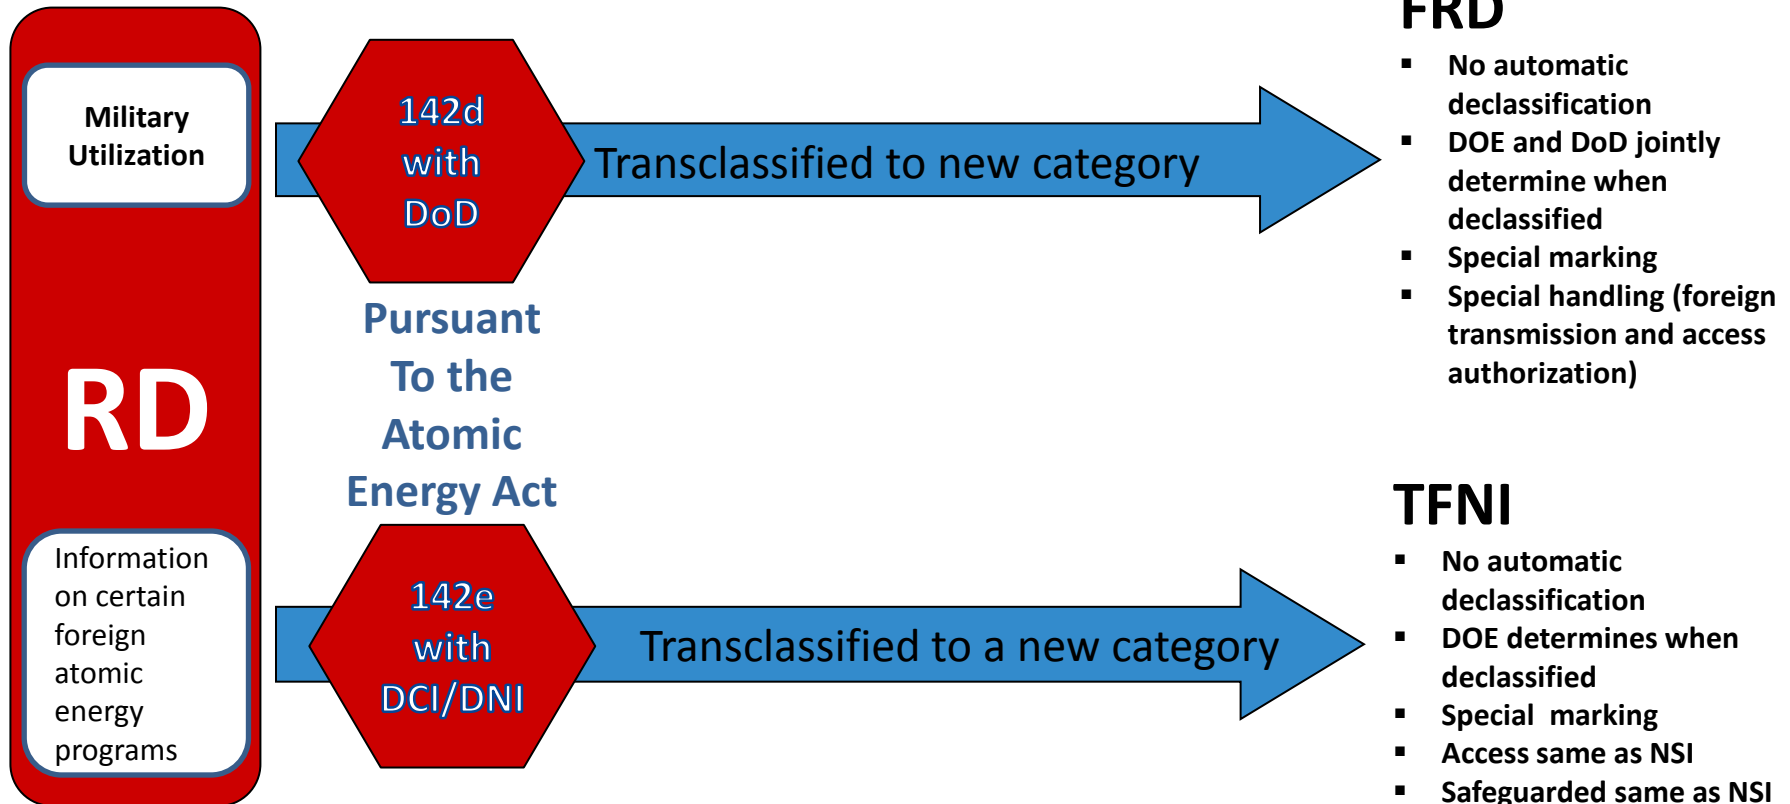 Military
Utilization
RD
Information
on certain
foreign
atomic
energy
programs
142d
with
DoD
Transclassified to new category
Pursuant
To the
Atomic
Energy Act
142e
with
DCI/DNI
Transclassified to a new category
FRD
▪ No automatic
declassification
▪ DOE and DoD jointly
determine when
declassified
▪ Special marking
▪ Special handling (foreign
transmission and access
authorization)
TFNI
▪ No automatic
declassification
▪ DOE determines when
declassified
▪ Special marking
▪ Access same as NSI
▪ Safeguarded same as NSI